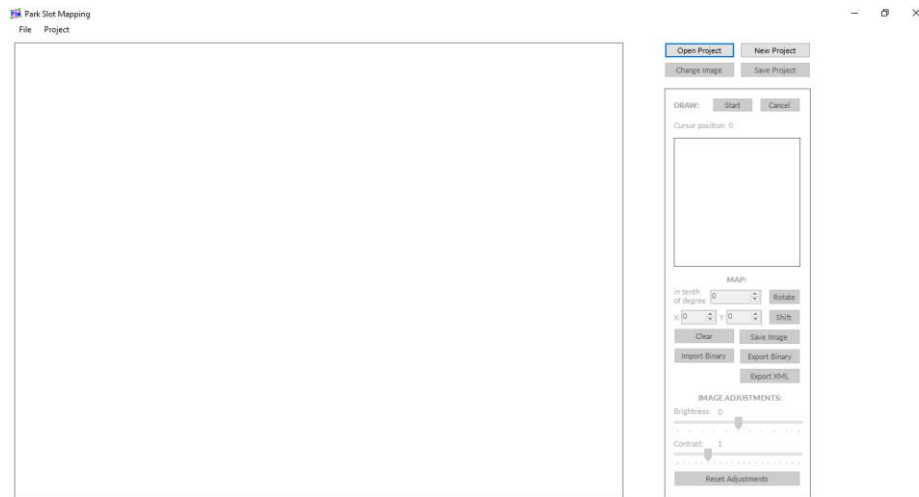 Park Slot Mapping
File Project
Open Project New Project
Change Image Save Project
DRAW: Start Cancel
Cursor position: 0
MAP:
in tenth
of degree 0 Rotate
X: 0 Y: 0 Shift
Clear Save Image
Import Binary Export Binary
Export XML
IMAGE ADJUSTMENTS:
Brightness: 0
Contrast: 1
Reset Adjustments